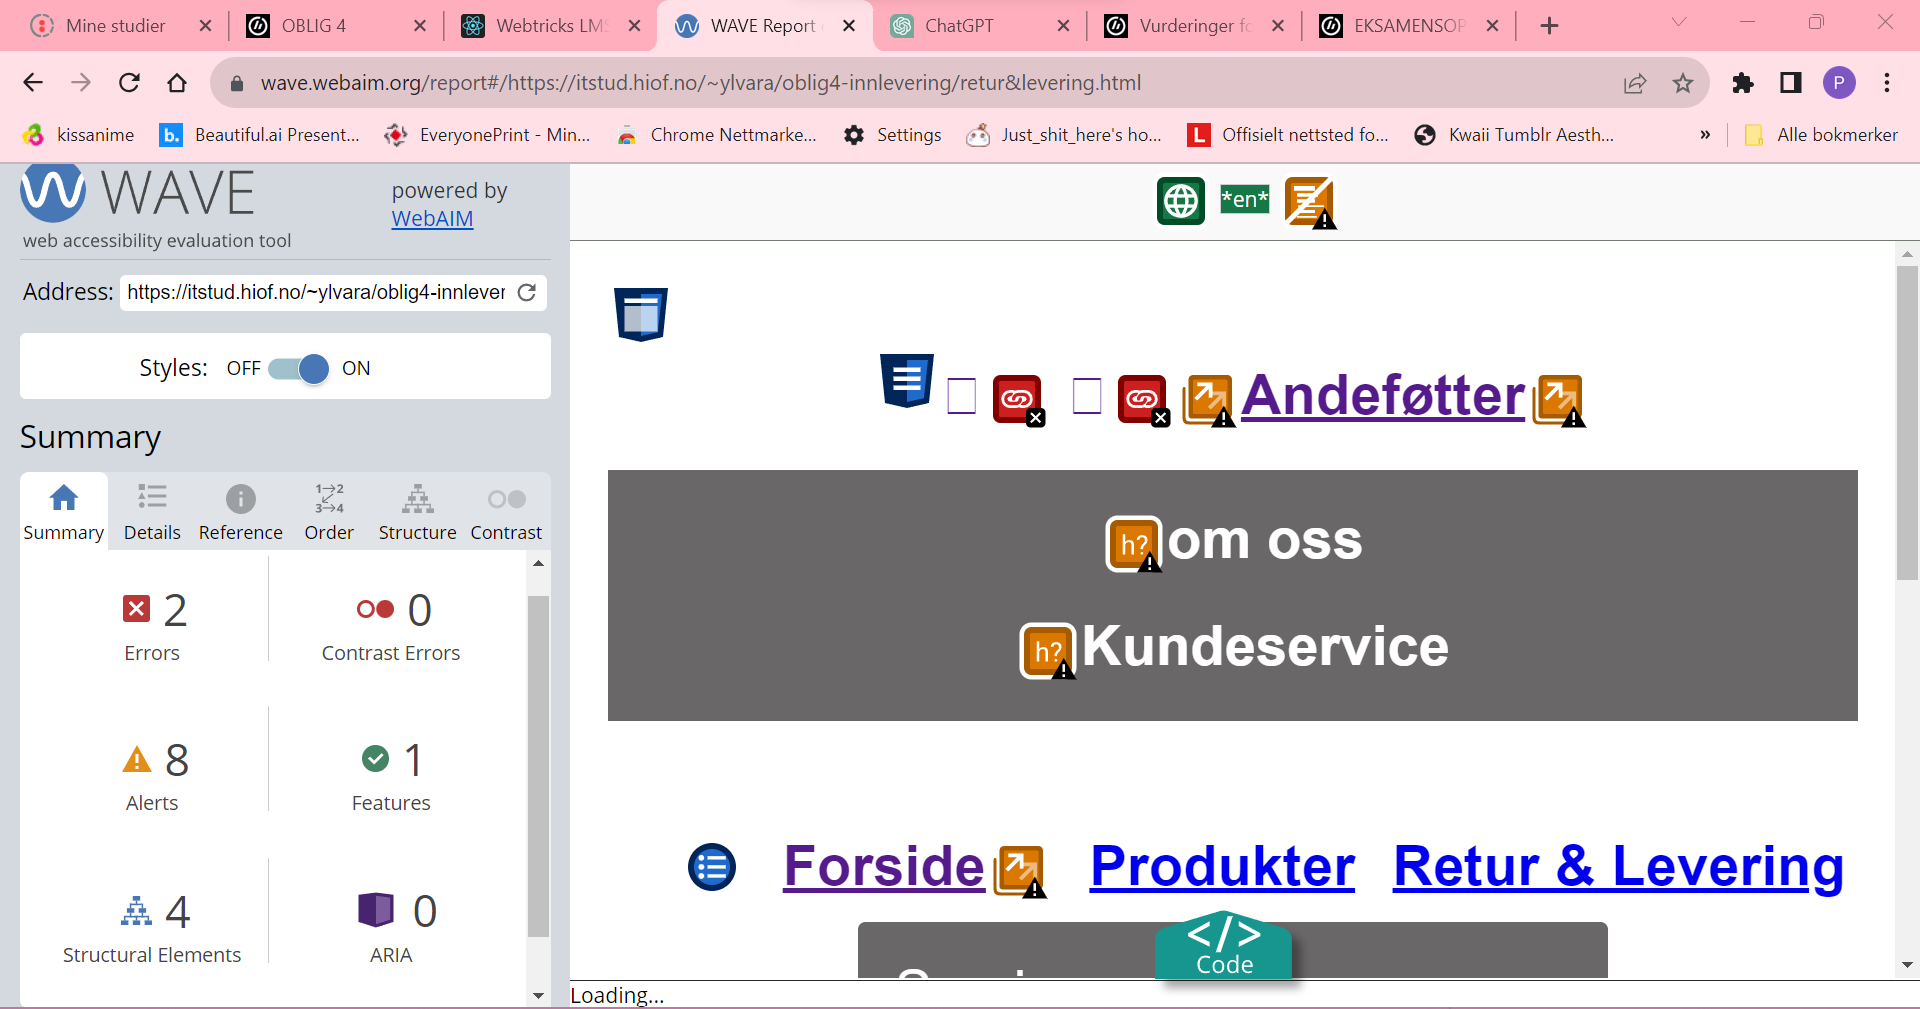 Mine studier
OBLIG 4
Webtricks LMS
WAVE Report
ChatGPT
Vurderinger fo
EKSAMENSOP
wave.webaim.org/report#/https://itstud.hiof.no/~ylvara/oblig4-innlevering/retur&levering.html
P
kissanime
b.
Beautiful.ai Present...
EveryonePrint - Min...
Chrome Nettmarke...
Settings
Just_shit_here's ho...
L
Offisielt nettsted fo...
Kwaii Tumblr Aesth...
»
Alle bokmerker
WAVE
powered by
WebAIM
web accessibility evaluation tool
Address: https://itstud.hiof.no/~ylvara/oblig4-innlever
Styles: OFF ON
Summary
Summary
Details
Reference
Order
Structure
Contrast
2
Errors
0
Contrast Errors
8
Alerts
1
Features
4
Structural Elements
0
ARIA
*en*
Andeføtter
h? om oss
h? Kundeservice
Forside Produkter Retur & Levering
</>
Code
Loading...